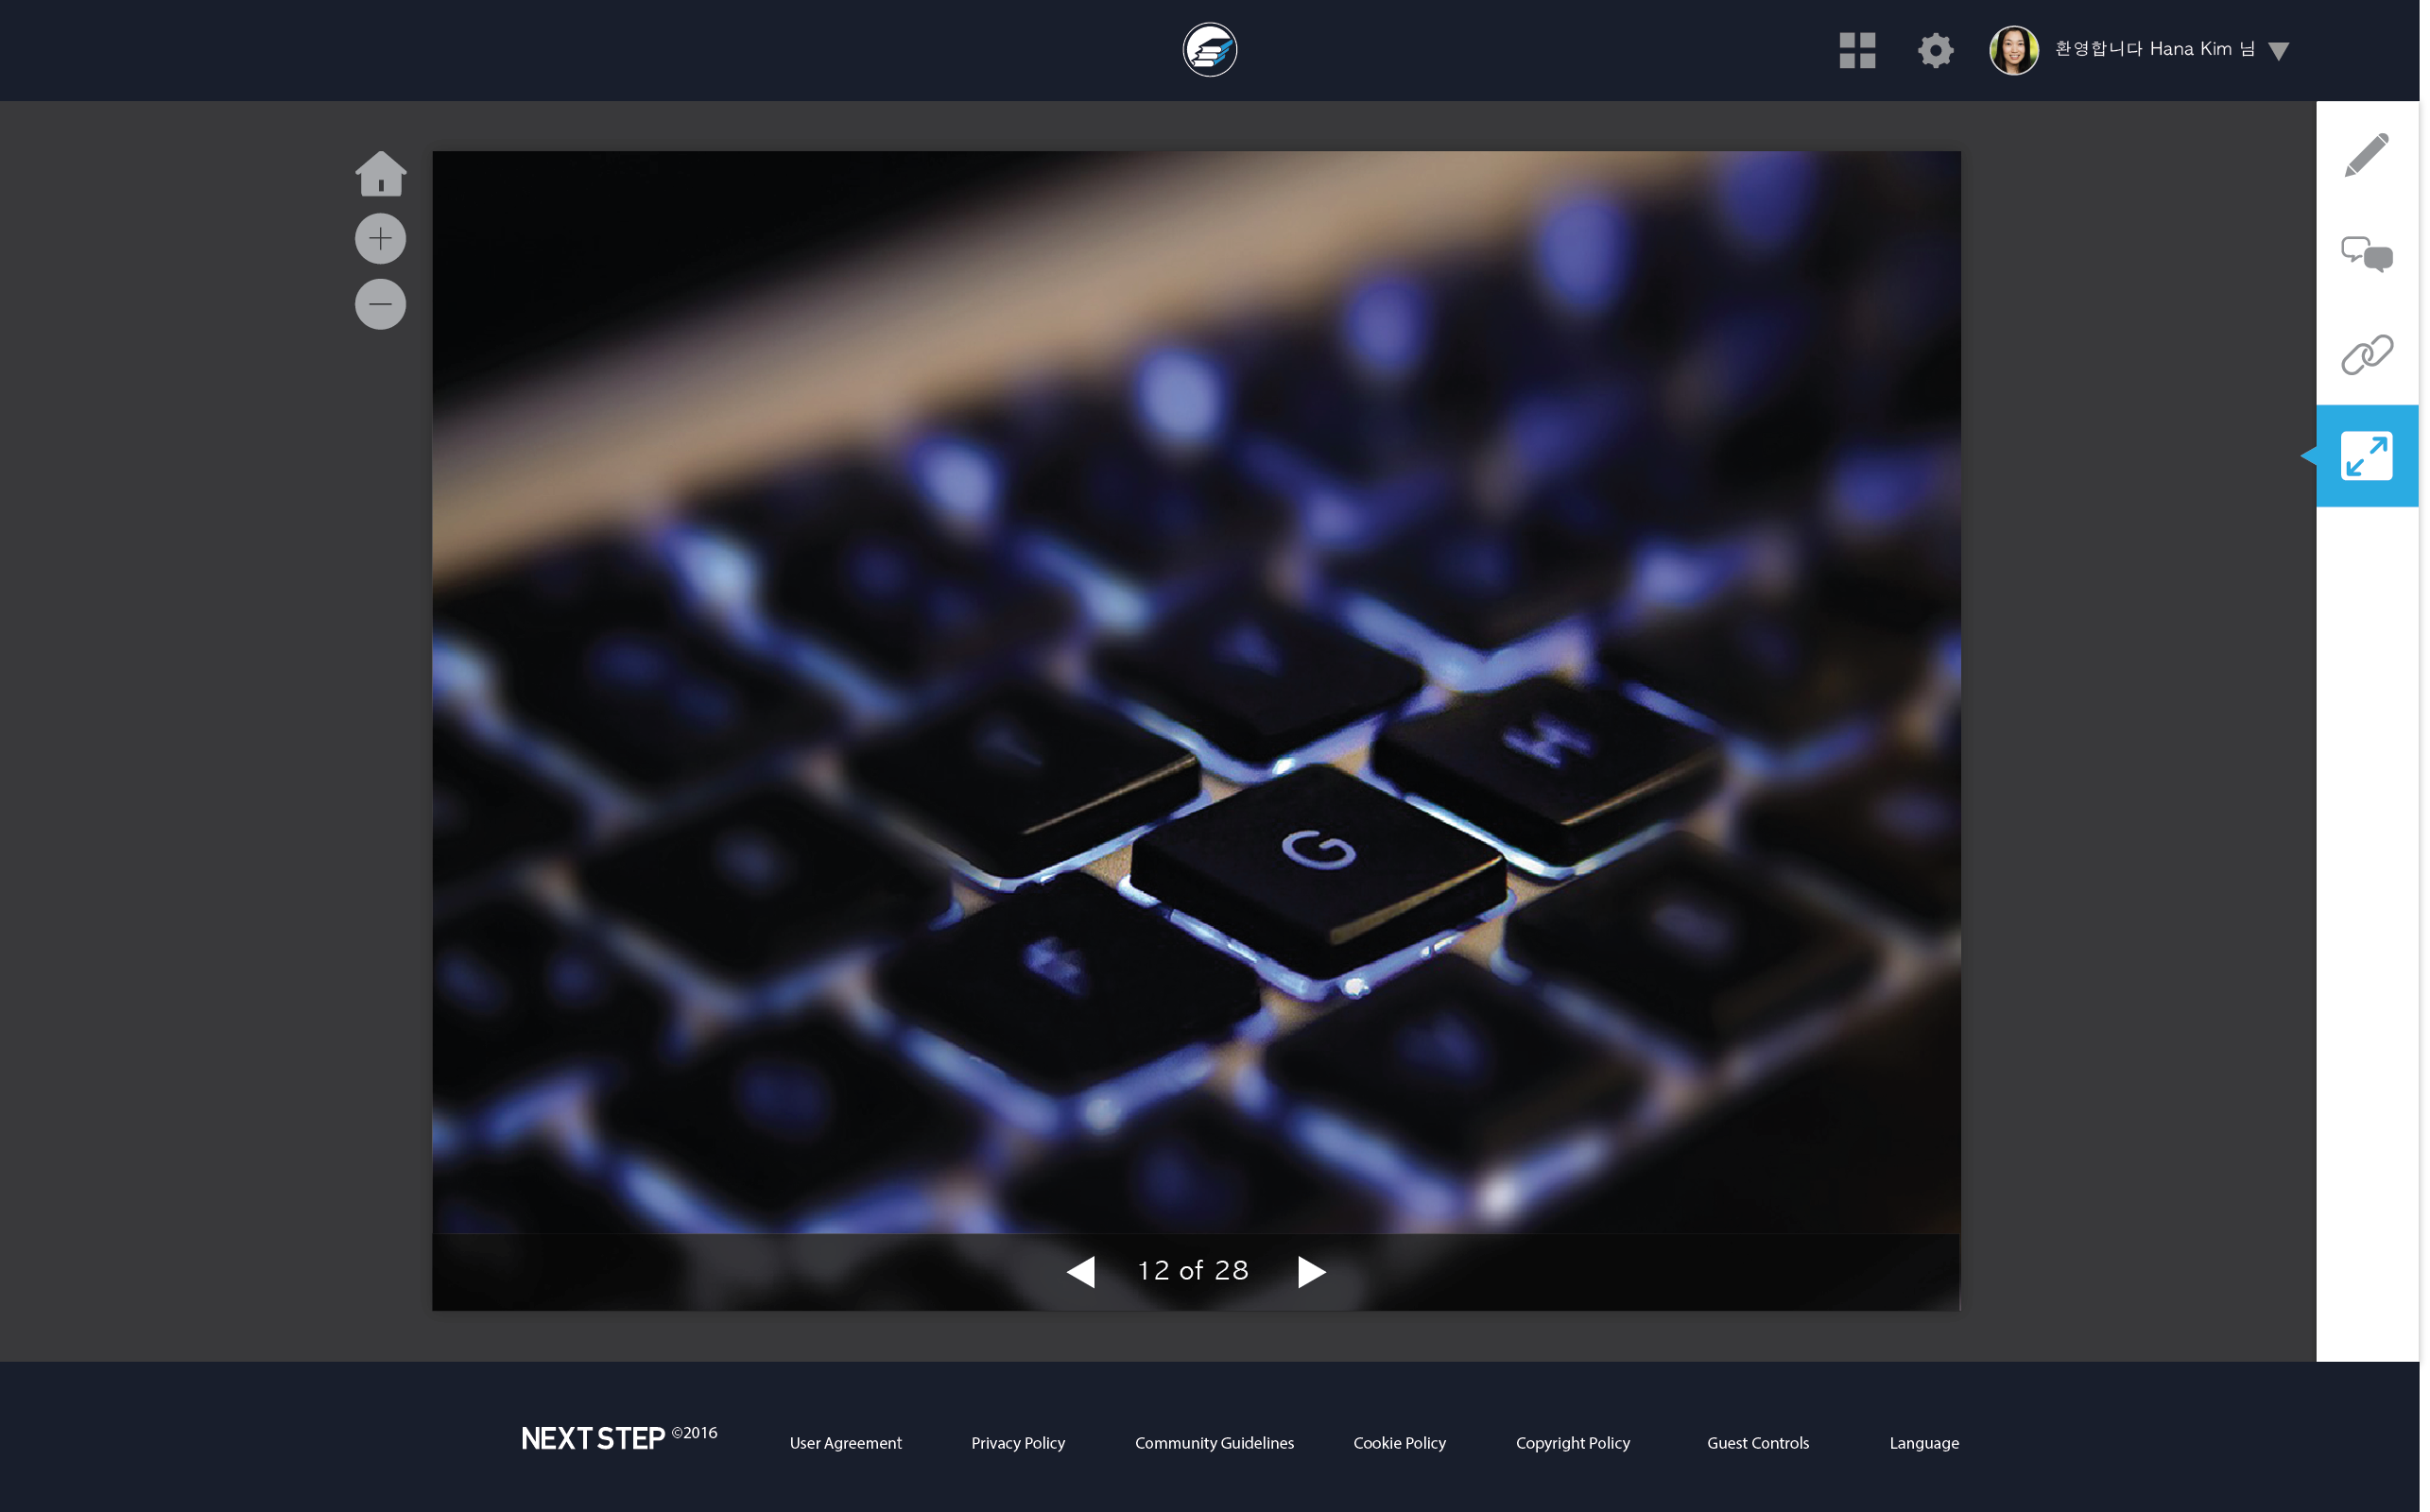 환영합니다 Hana Kim 님
G
12 of 28
NEXT STEP ©2016
User Agreement
Privacy Policy
Community Guidelines
Cookie Policy
Copyright Policy
Guest Controls
Language